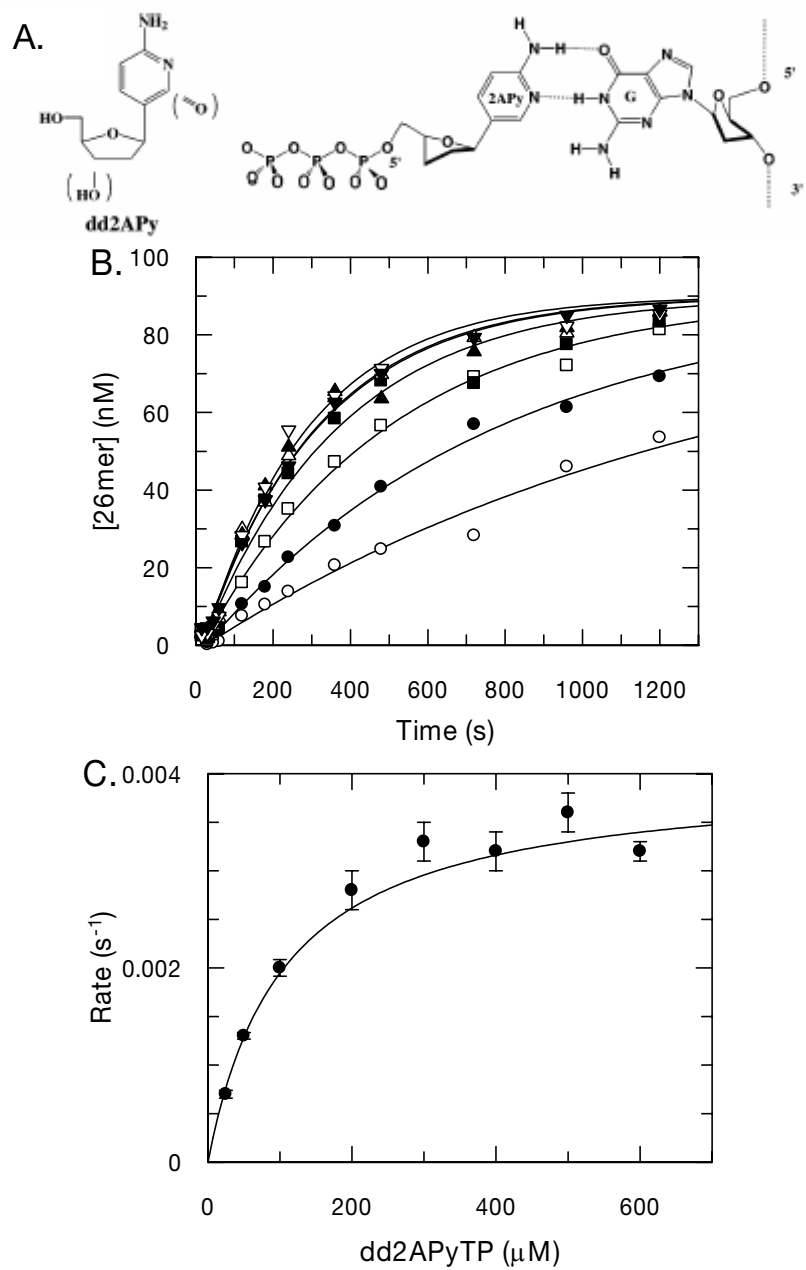 A.
NH₂
N
(=O)
HO
O
(HO)
dd2APy
N-H
H
O
N
2APy
N
H-N
G
N
N
H-N
H
O
O
5'
O
3'
O
P
O
P
O
P
O
5'
O
O
O
O
O
O
O
B.
100
80
60
40
20
0
[26mer] (nM)
0 200 400 600 800 1000 1200
Time (s)
C.
0.004
0.002
0
Rate (s⁻¹)
0 200 400 600
dd2APyTP (μM)